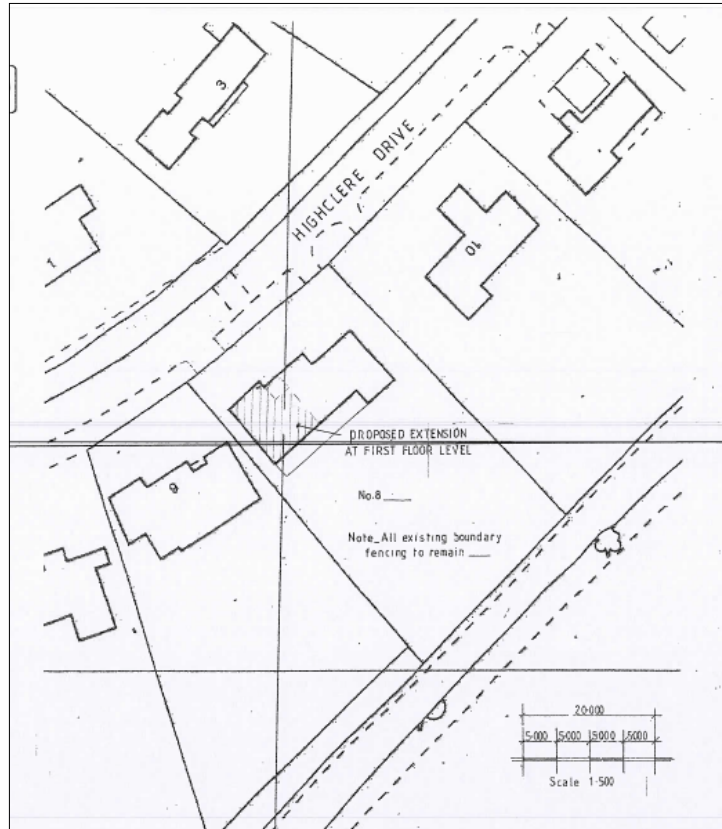 3
HIGHCLERE DRIVE
1
10
PROPOSED EXTENSION
AT FIRST FLOOR LEVEL
6
No.8
Note_All existing boundary
fencing to remain
20·000
5·000 5·000 5·000 5·000
Scale 1·500